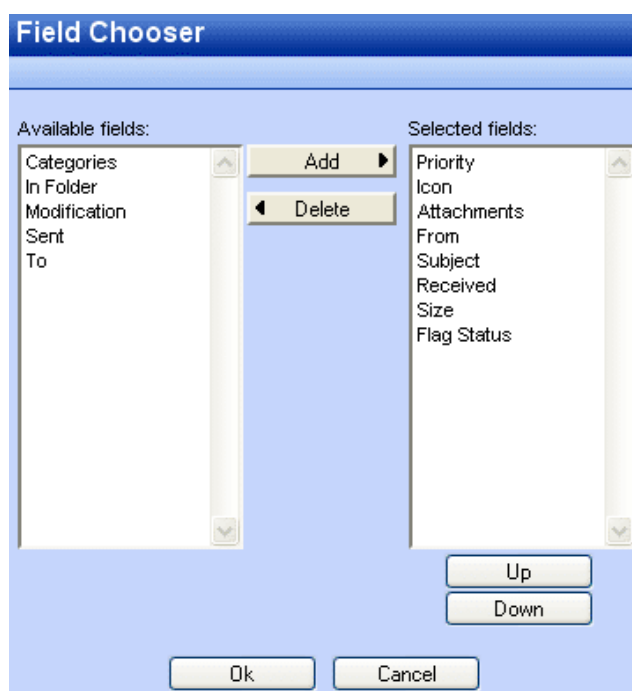 Field Chooser
Available fields:
Categories
In Folder
Modification
Sent
To
Add
Delete
Selected fields:
Priority
Icon
Attachments
From
Subject
Received
Size
Flag Status
Up
Down
Ok
Cancel